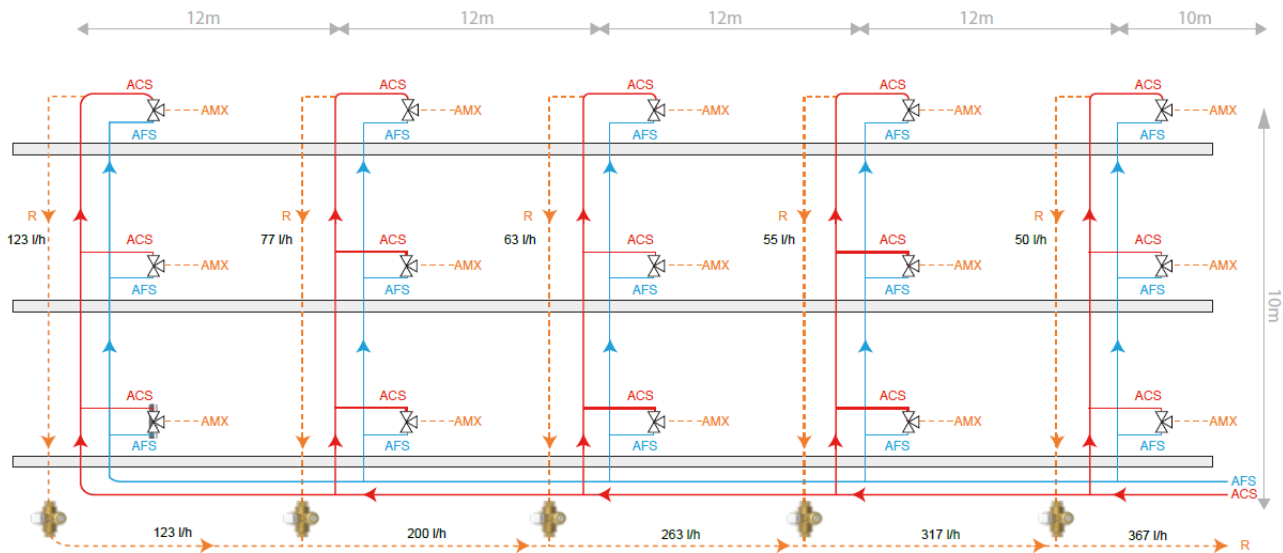 12m 12m 12m 12m 10m
ACS ACS ACS ACS ACS
AMX AMX AMX AMX AMX
AFS AFS AFS AFS AFS
R R R R R
123 l/h 77 l/h 63 l/h 55 l/h 50 l/h
ACS ACS ACS ACS ACS
AMX AMX AMX AMX AMX
AFS AFS AFS AFS AFS
10m
ACS ACS ACS ACS ACS
AMX AMX AMX AMX AMX
AFS AFS AFS AFS AFS
AFS
ACS
123 l/h 200 l/h 263 l/h 317 l/h 367 l/h
R